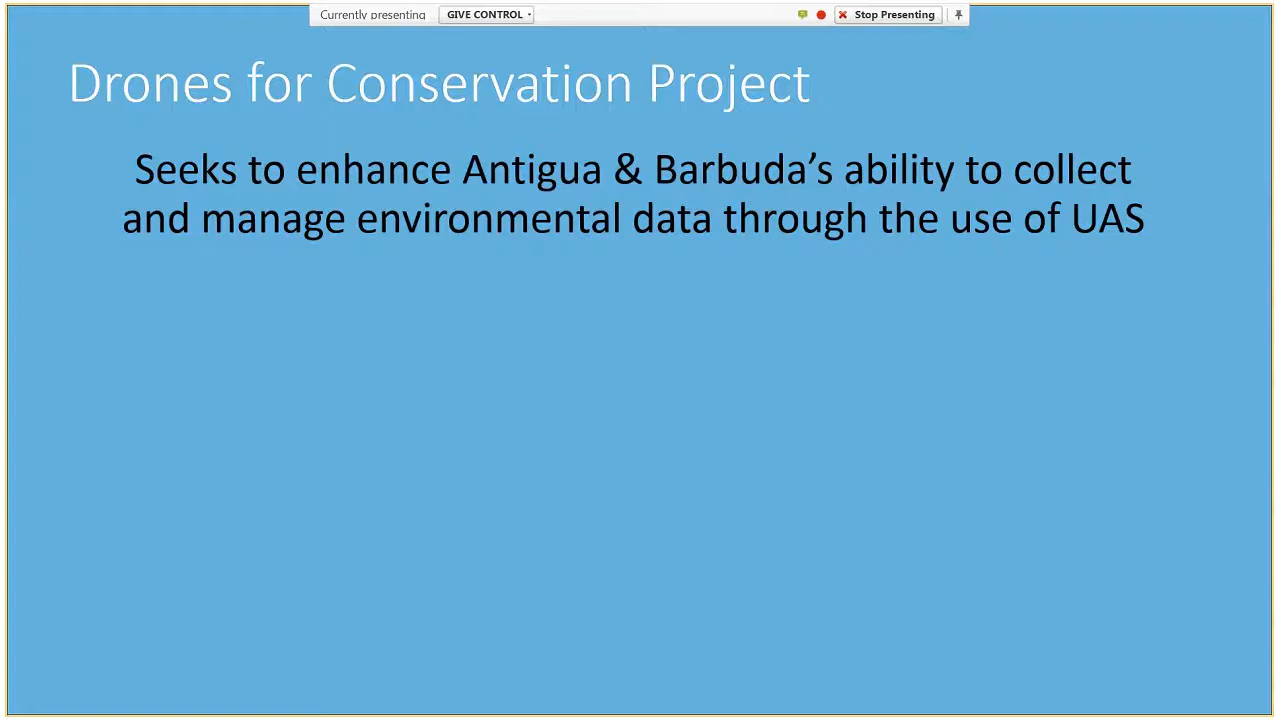 Currently presenting GIVE CONTROL Stop Presenting
Drones for Conservation Project
Seeks to enhance Antigua & Barbuda’s ability to collect
and manage environmental data through the use of UAS